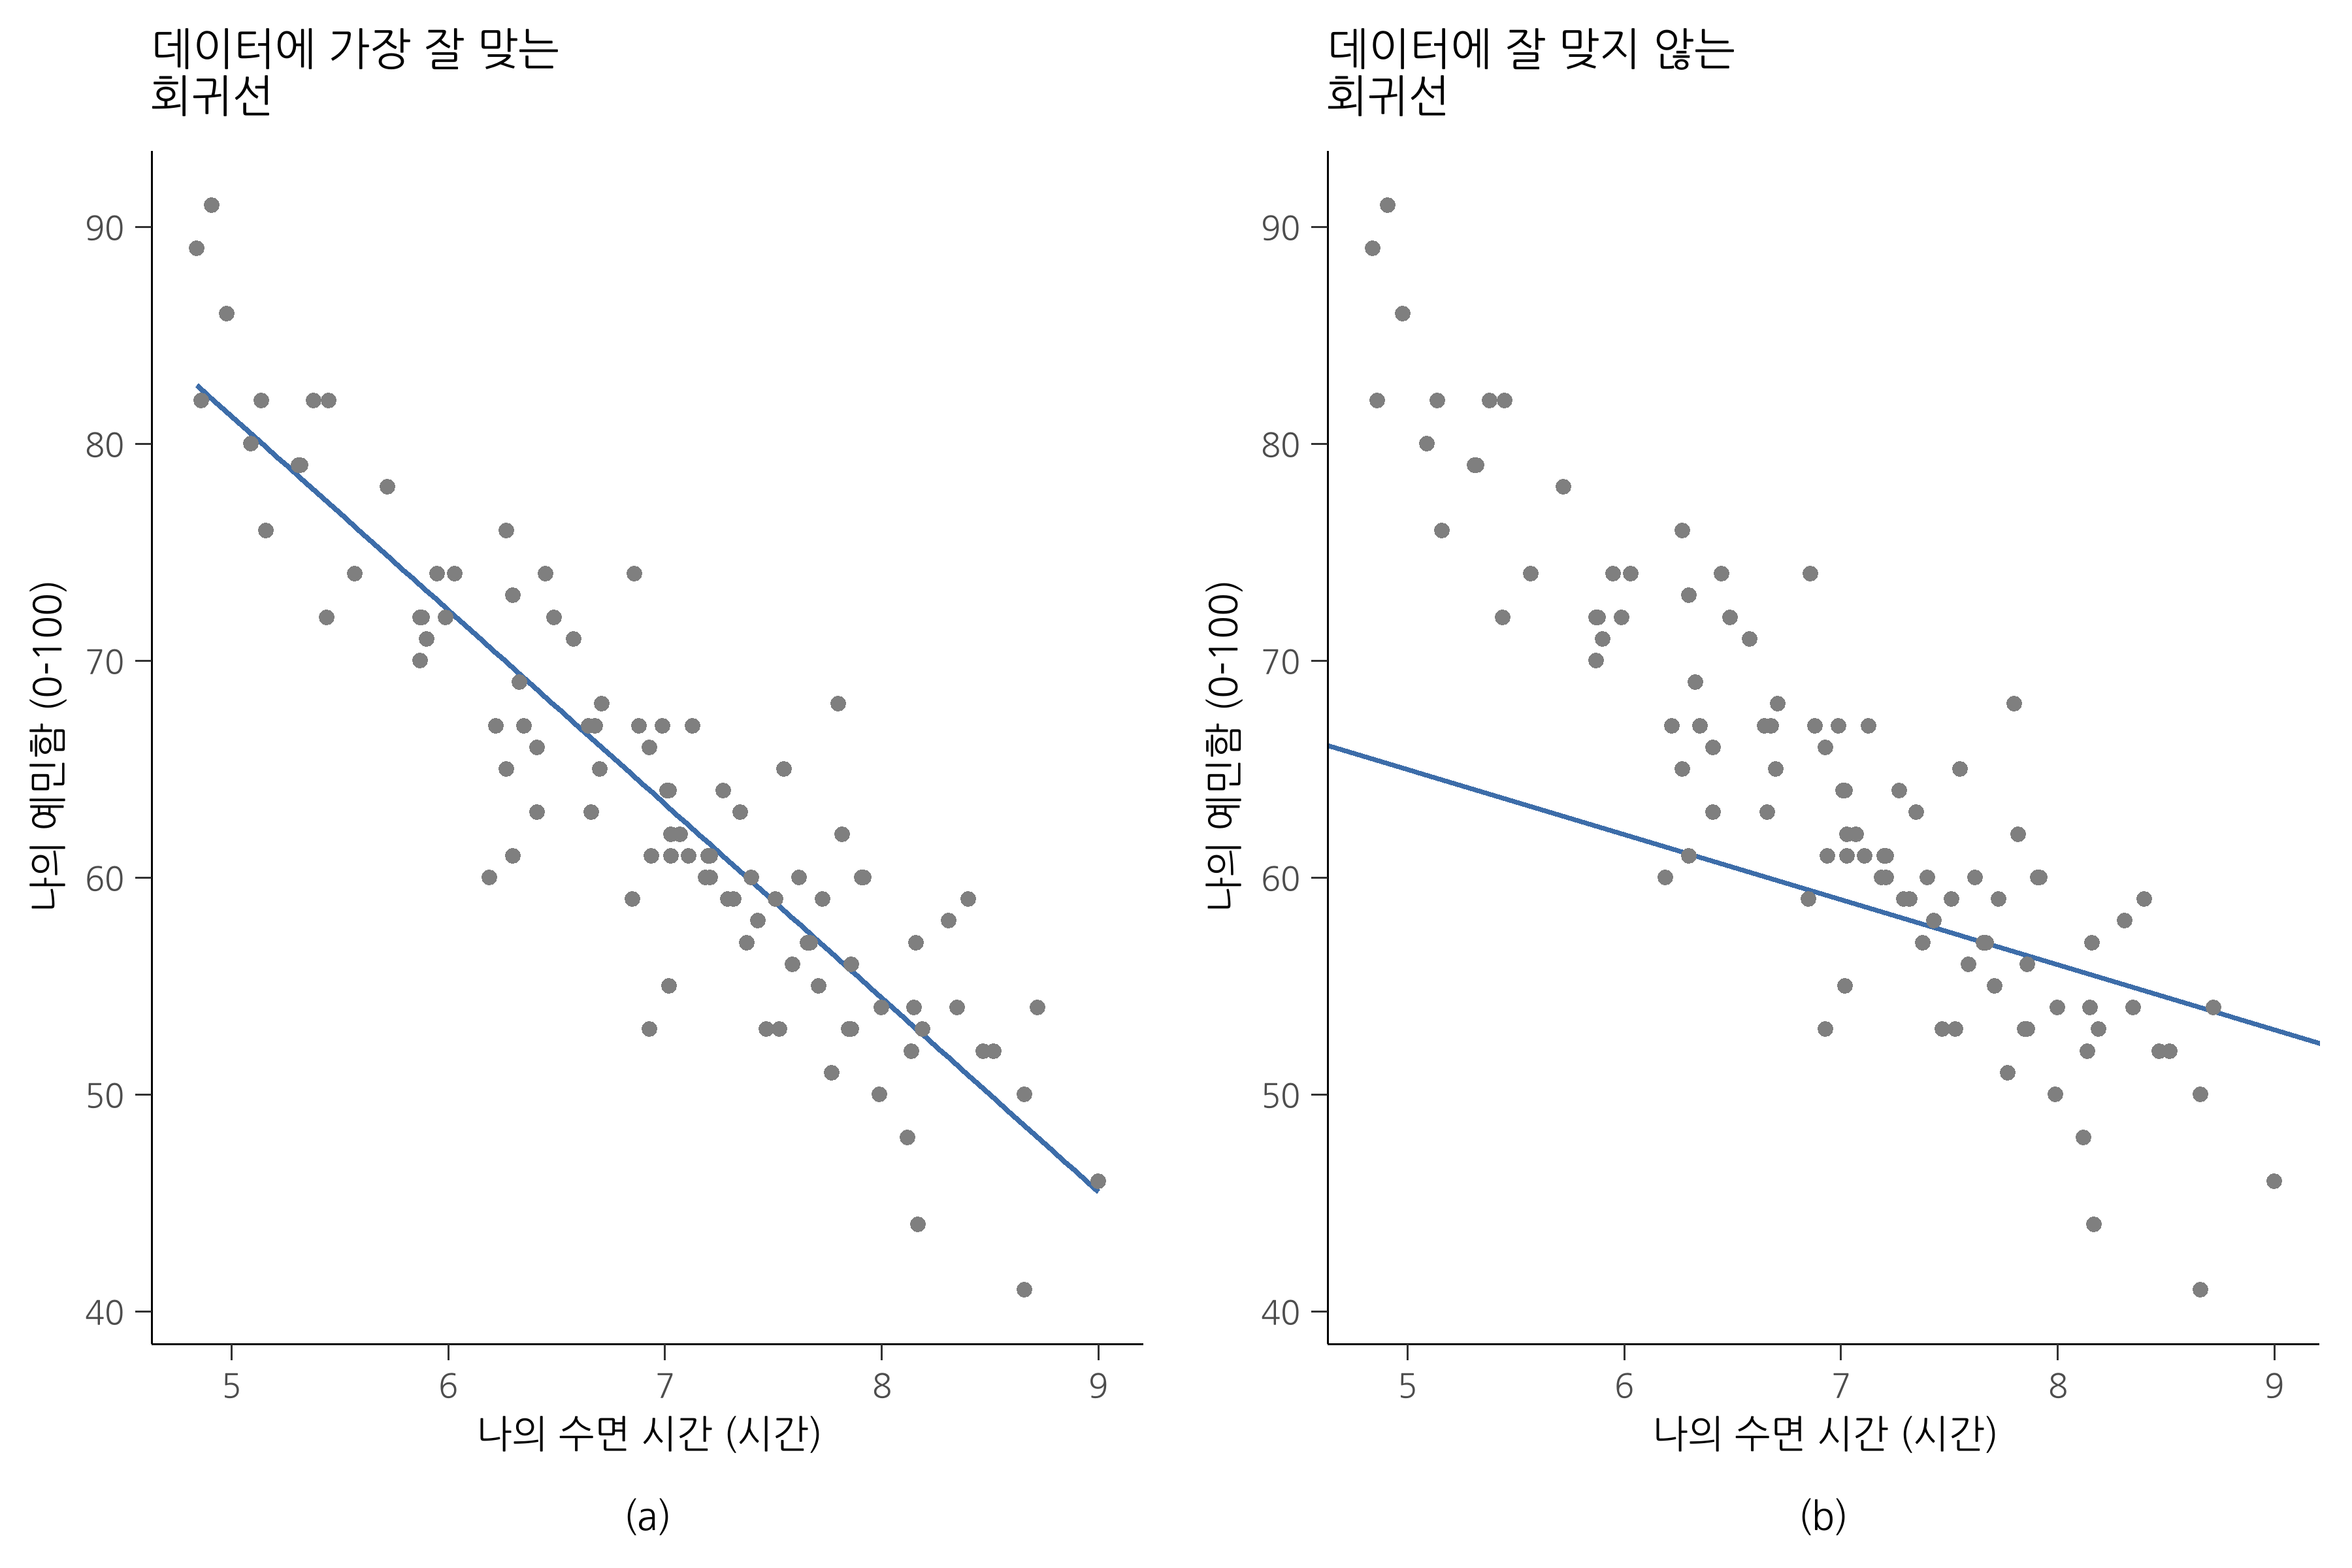 데이터에 가장 잘 맞는
회귀선
90
80
70
60
50
40
나의 예민함 (0-100)
5 6 7 8 9
나의 수면 시간 (시간)
(a)
데이터에 잘 맞지 않는
회귀선
90
80
70
60
50
40
나의 예민함 (0-100)
5 6 7 8 9
나의 수면 시간 (시간)
(b)